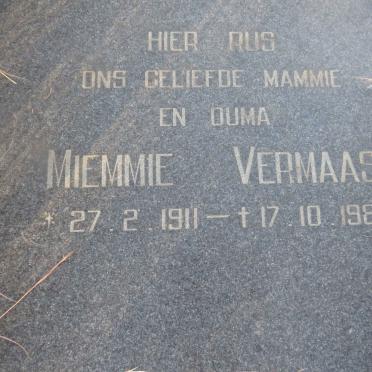 HIER RUS
ONS GELIEFDE MAMMIE
EN OUMA
MIEMMIE VERMAAS
* 27. 2. 1911 — † 17. 10. 198